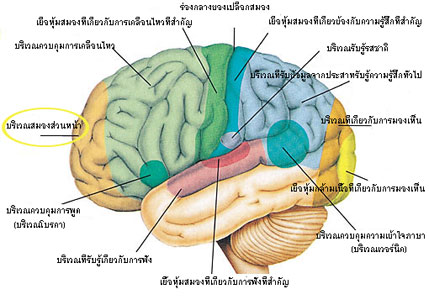 ร่องกลางของเปลือกสมอง
เยื่อหุ้มสมองที่เกี่ยวกับการเคลื่อนไหวที่สำคัญ
เยื่อหุ้มสมองที่เกี่ยวข้องกับความรู้สึกที่สำคัญ
บริเวณควบคุมการเคลื่อนไหว
บริเวณรับรู้รสชาติ
บริเวณที่รับข้อมูลจากประสาทรับรู้ความรู้สึกทั่วไป
บริเวณสมองส่วนหน้า
บริเวณที่เกี่ยวกับการมองเห็น
เยื่อหุ้มกล้ามเนื้อที่เกี่ยวกับการมองเห็น
บริเวณควบคุมการพูด
(บริเวณโบรคา)
บริเวณควบคุมความเข้าใจภาษา
(บริเวณเวอร์นิค)
บริเวณที่รับรู้เกี่ยวกับการฟัง
เยื่อหุ้มสมองที่เกี่ยวกับการฟังที่สำคัญ